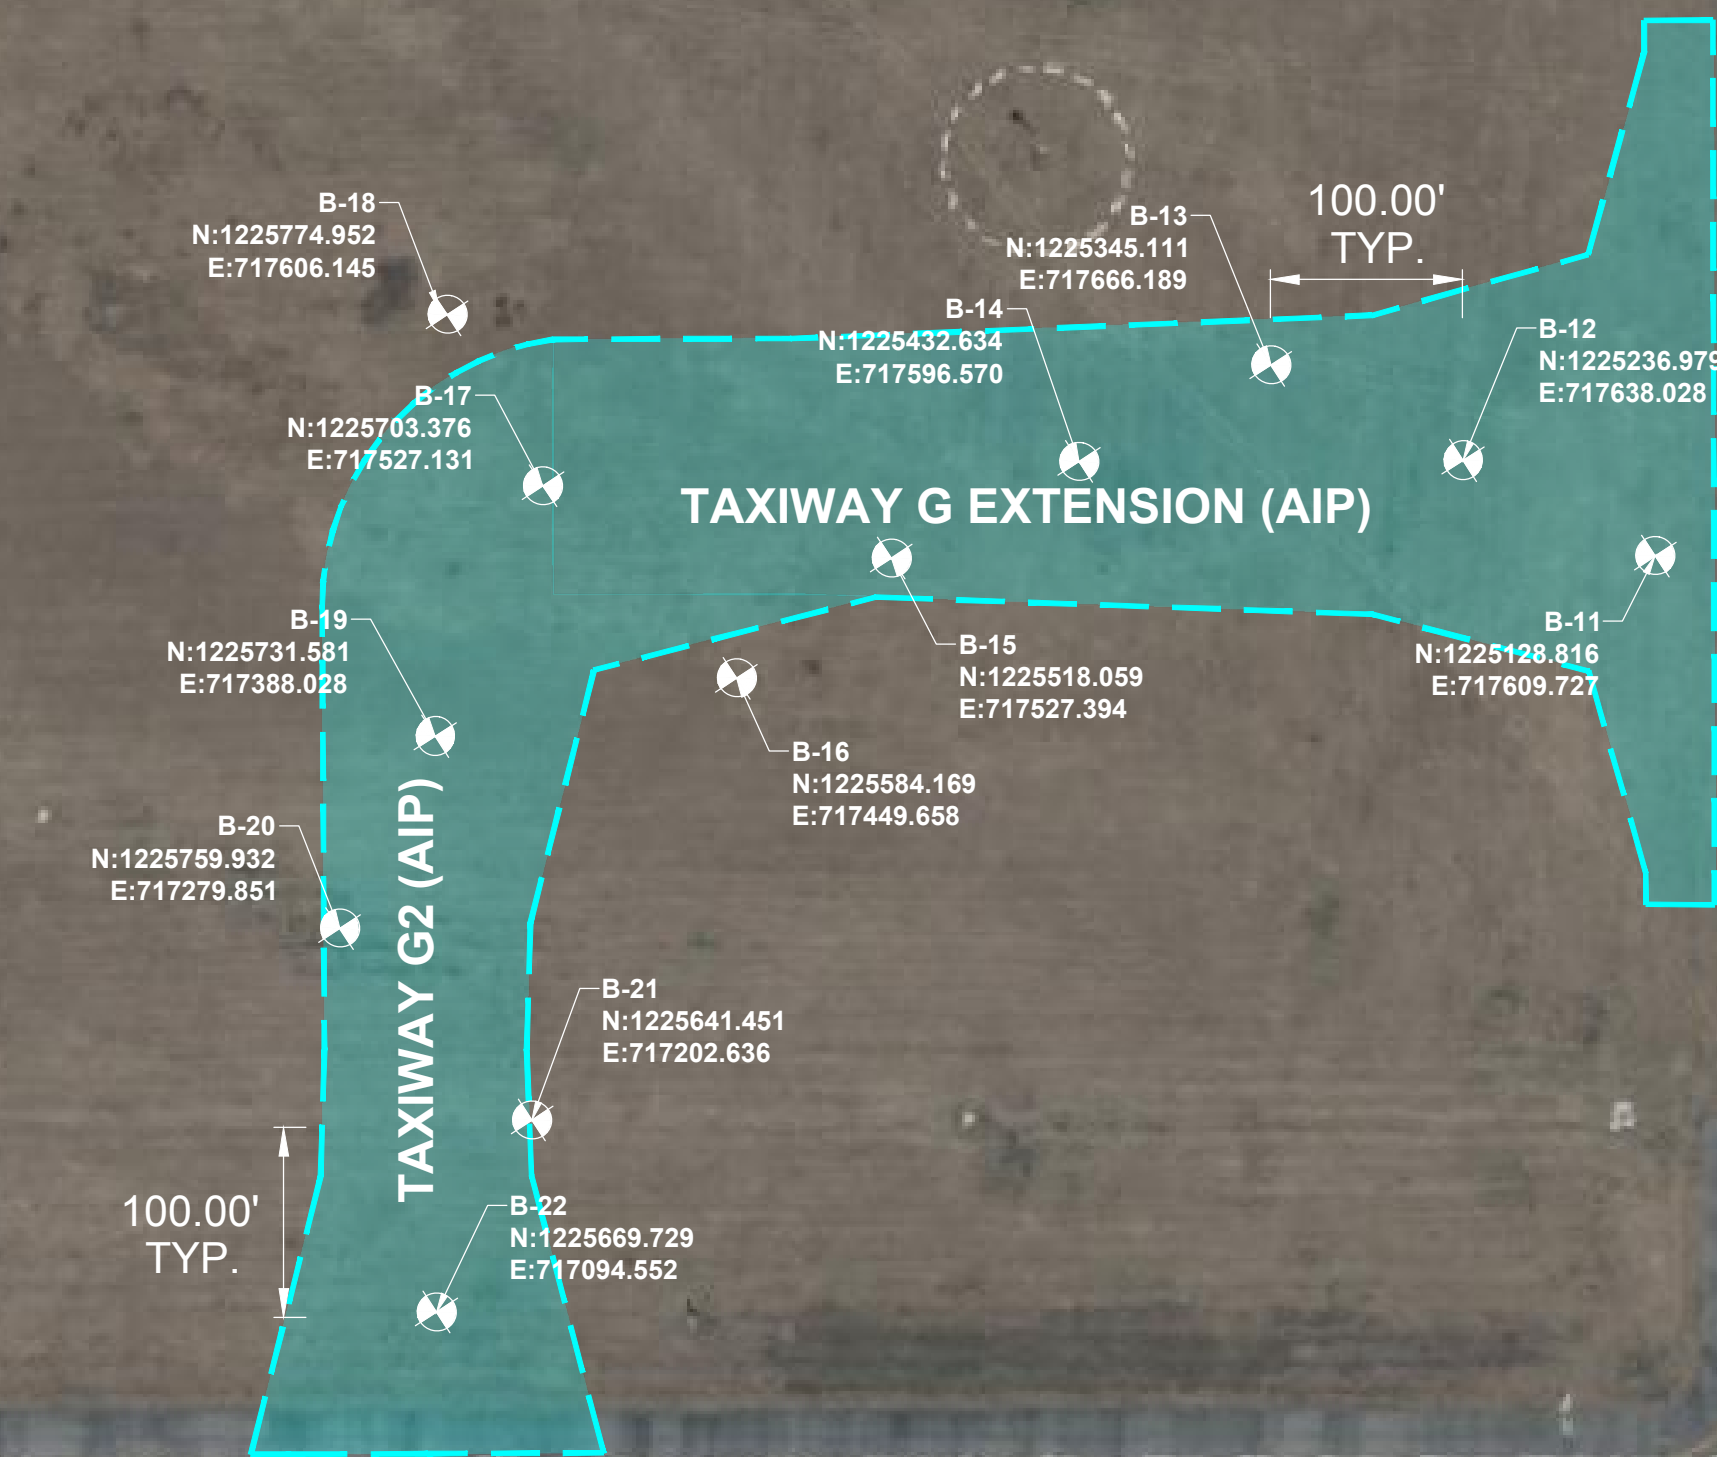 B-18
N:1225774.952
E:717606.145
B-13
N:1225345.111
E:717666.189
100.00'
TYP.
B-14
N:1225432.634
E:717596.570
B-12
N:1225236.979
E:717638.028
B-17
N:1225703.376
E:717527.131
TAXIWAY G EXTENSION (AIP)
B-19
N:1225731.581
E:717388.028
B-15
N:1225518.059
E:717527.394
B-11
N:1225128.816
E:717609.727
B-16
N:1225584.169
E:717449.658
B-20
N:1225759.932
E:717279.851
TAXIWAY G2 (AIP)
B-21
N:1225641.451
E:717202.636
100.00'
TYP.
B-22
N:1225669.729
E:717094.552